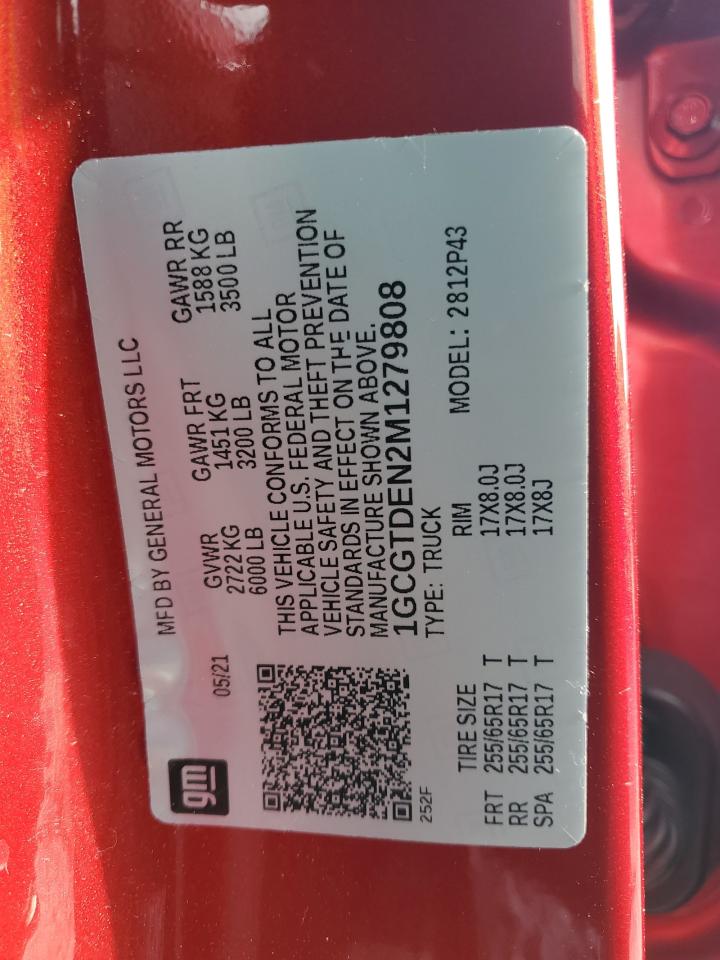 gm
05/21
MFD BY GENERAL MOTORS LLC
GVWR GAWR FRT GAWR RR
2722 KG 1451 KG 1588 KG
6000 LB 3200 LB 3500 LB
THIS VEHICLE CONFORMS TO ALL
APPLICABLE U.S. FEDERAL MOTOR
VEHICLE SAFETY AND THEFT PREVENTION
STANDARDS IN EFFECT ON THE DATE OF
MANUFACTURE SHOWN ABOVE.
1GCGTDEN2M1279808
252F
TYPE: TRUCK MODEL: 2812P43
TIRE SIZE RIM
FRT 255/65R17 T 17X8.0J
RR 255/65R17 T 17X8.0J
SPA 255/65R17 T 17X8J